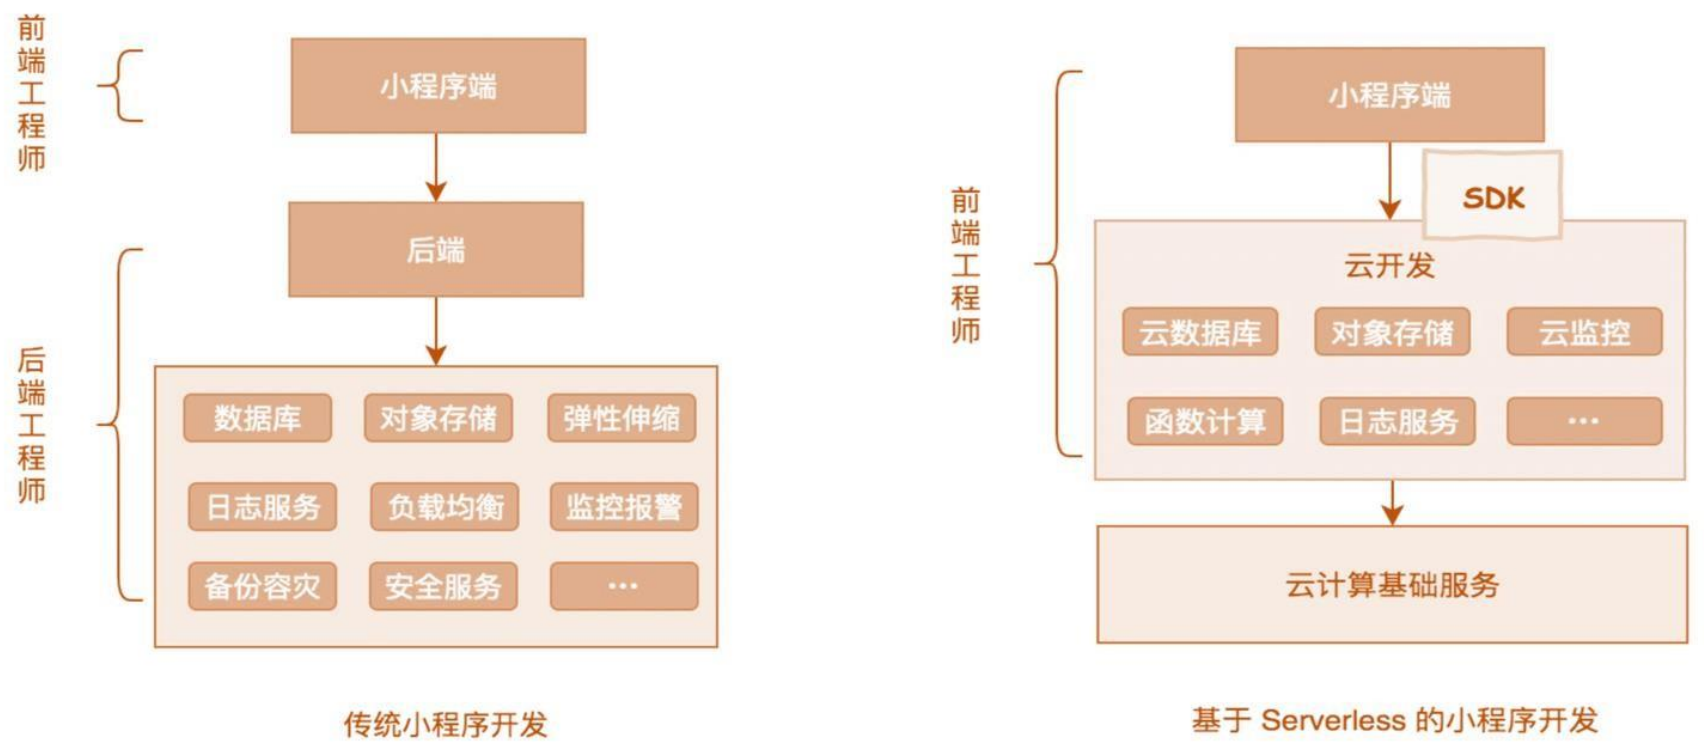 前端工程师
小程序端
后端
后端工程师
数据库
对象存储
弹性伸缩
日志服务
负载均衡
监控报警
备份容灾
安全服务
···
传统小程序开发
前端工程师
小程序端
SDK
云开发
云数据库
对象存储
云监控
函数计算
日志服务
···
云计算基础服务
基于 Serverless 的小程序开发